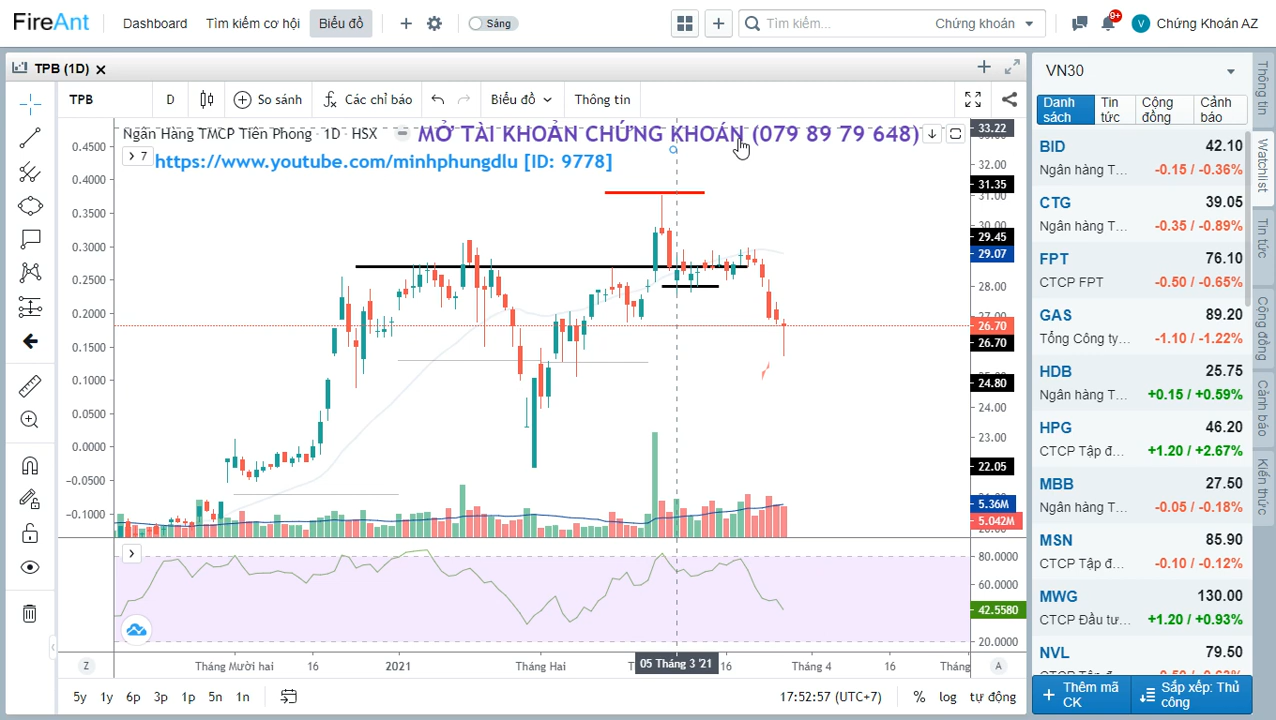 FireAnt Dashboard Tìm kiếm cơ hội Biểu đồ Sáng Tìm kiếm... Chứng khoán 9+ V Chứng Khoán AZ
TPB (1D)
TPB D So sánh Các chỉ báo Biểu đồ Thông tin
Ngân Hàng TMCP Tiên Phong · 1D · HSX
MỞ TÀI KHOẢN CHỨNG KHOÁN (079 89 79 648)
7
https://www.youtube.com/minhphungdlu [ID: 9778]
0.4500
0.4000
0.3500
0.3000
0.2500
0.2000
0.1500
0.1000
0.0500
0.0000
-0.0500
-0.1000
33.22
32.00
31.35
31.00
30.00
29.45
29.07
28.00
26.70
26.70
24.80
24.00
23.00
22.05
5.36M
5.042M
80.0000
60.0000
42.5580
20.0000
Z Tháng Mười hai 16 2021 Tháng Hai 05 Tháng 3 '21 16 Tháng 4 16 Tháng A
5y 1y 6p 3p 1p 5n 1n 17:52:57 (UTC+7) % log tự động
VN30
Danh sách
Tin tức
Cộng đồng
Cảnh báo
BID 42.10
Ngân hàng T... -0.15 / -0.36%
CTG 39.05
Ngân hàng T... -0.35 / -0.89%
FPT 76.10
CTCP FPT -0.50 / -0.65%
GAS 89.20
Tổng Công ty... -1.10 / -1.22%
HDB 25.75
Ngân hàng T... +0.15 / +0.59%
HPG 46.20
CTCP Tập đ... +1.20 / +2.67%
MBB 27.50
Ngân hàng T... -0.05 / -0.18%
MSN 85.90
CTCP Tập đ... -0.10 / -0.12%
MWG 130.00
CTCP Đầu tư... +1.20 / +0.93%
NVL 79.50
Thêm mã CK
Sắp xếp: Thủ công
Thông tin
Watchlist
Tin tức
Cộng đồng
Cảnh báo
Kiến thức